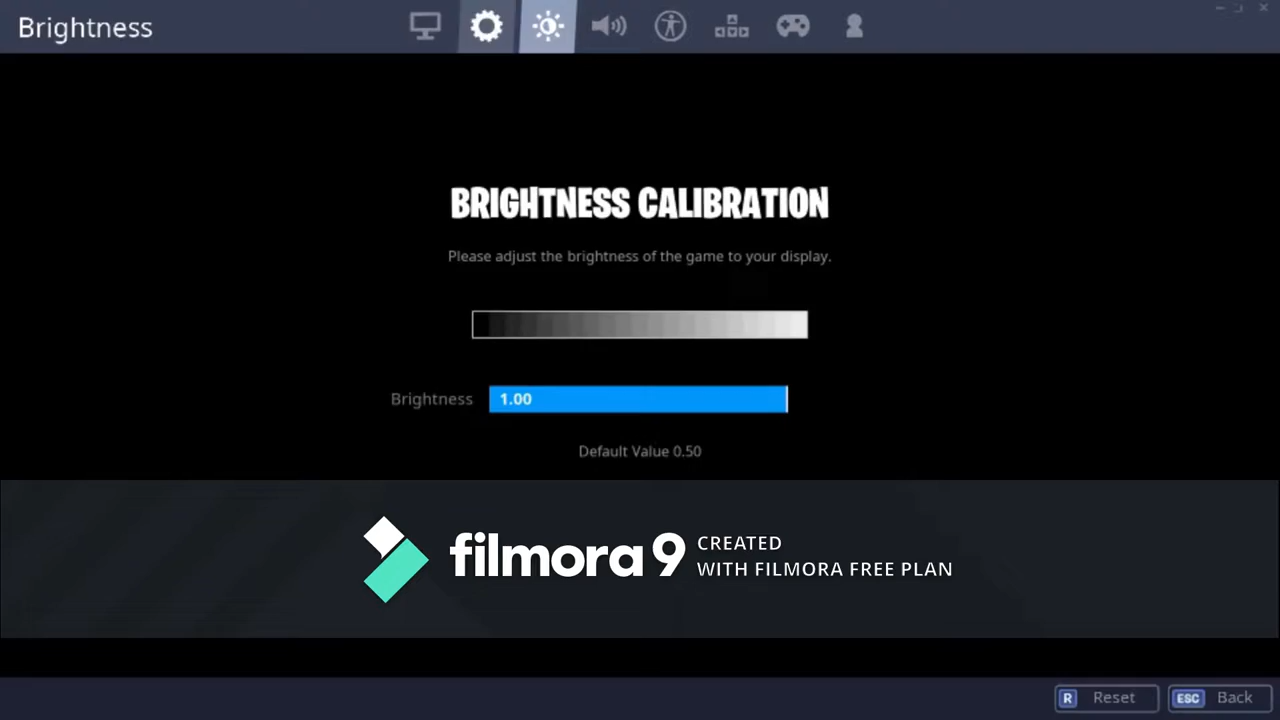 Brightness
BRIGHTNESS CALIBRATION
Please adjust the brightness of the game to your display.
Brightness 1.00
Default Value 0.50
filmora9 CREATED
WITH FILMORA FREE PLAN
R Reset ESC Back